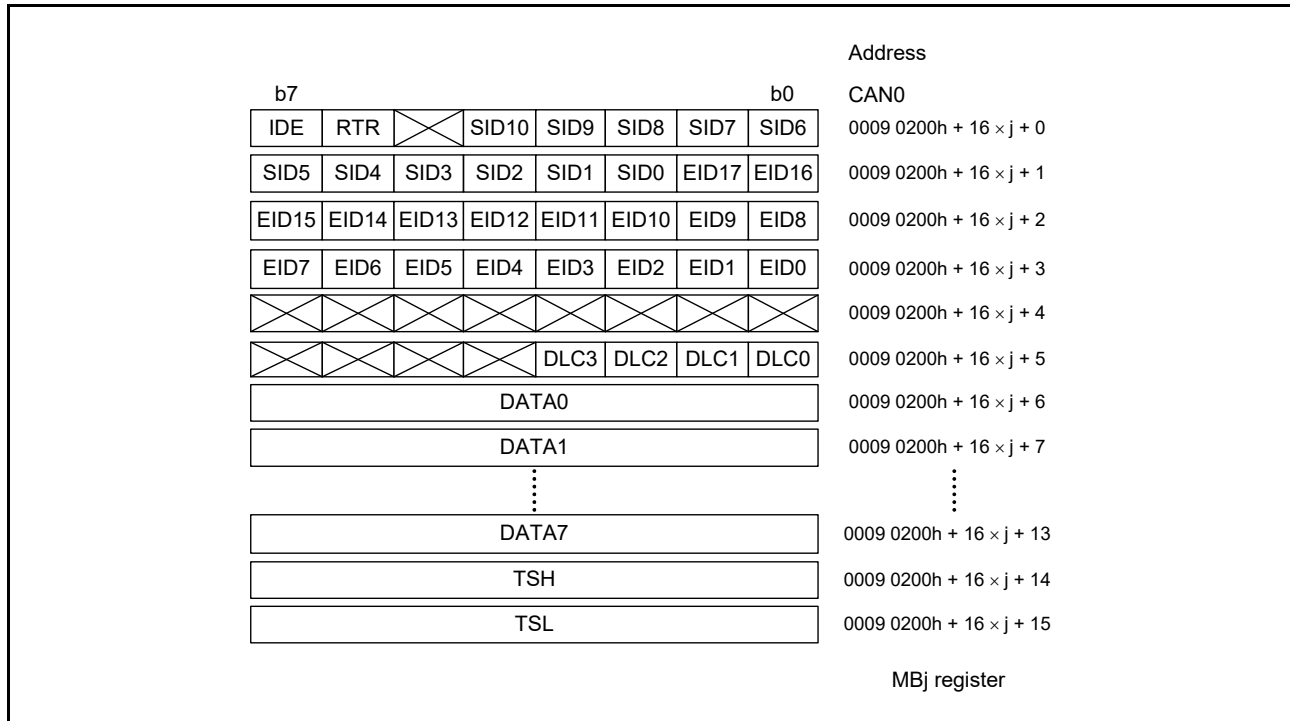 Address
b7 b0 CAN0
IDE RTR SID10 SID9 SID8 SID7 SID6 0009 0200h + 16 × j + 0
SID5 SID4 SID3 SID2 SID1 SID0 EID17 EID16 0009 0200h + 16 × j + 1
EID15 EID14 EID13 EID12 EID11 EID10 EID9 EID8 0009 0200h + 16 × j + 2
EID7 EID6 EID5 EID4 EID3 EID2 EID1 EID0 0009 0200h + 16 × j + 3
0009 0200h + 16 × j + 4
DLC3 DLC2 DLC1 DLC0 0009 0200h + 16 × j + 5
DATA0 0009 0200h + 16 × j + 6
DATA1 0009 0200h + 16 × j + 7
DATA7 0009 0200h + 16 × j + 13
TSH 0009 0200h + 16 × j + 14
TSL 0009 0200h + 16 × j + 15
MBj register